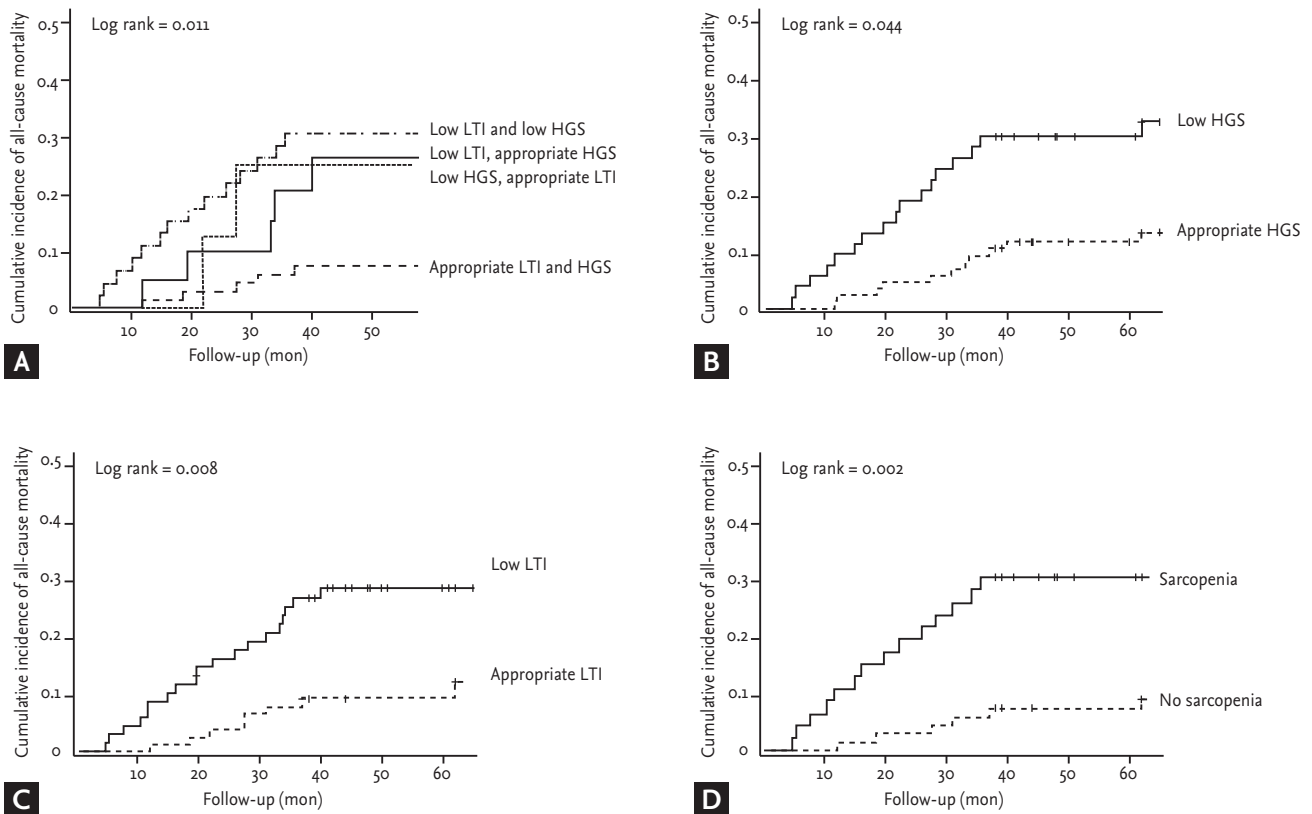 Cumulative incidence of all-cause mortality
0.5
0.4
0.3
0.2
0.1
0
Log rank = 0.011
Low LTI and low HGS
Low LTI, appropriate HGS
Low HGS, appropriate LTI
Appropriate LTI and HGS
10 20 30 40 50
Follow-up (mon)
A
Cumulative incidence of all-cause mortality
0.5
0.4
0.3
0.2
0.1
0
Log rank = 0.044
Low HGS
Appropriate HGS
10 20 30 40 50 60
Follow-up (mon)
B
Cumulative incidence of all-cause mortality
0.5
0.4
0.3
0.2
0.1
0
Log rank = 0.008
Low LTI
Appropriate LTI
10 20 30 40 50 60
Follow-up (mon)
C
Cumulative incidence of all-cause mortality
0.5
0.4
0.3
0.2
0.1
0
Log rank = 0.002
Sarcopenia
No sarcopenia
10 20 30 40 50 60
Follow-up (mon)
D